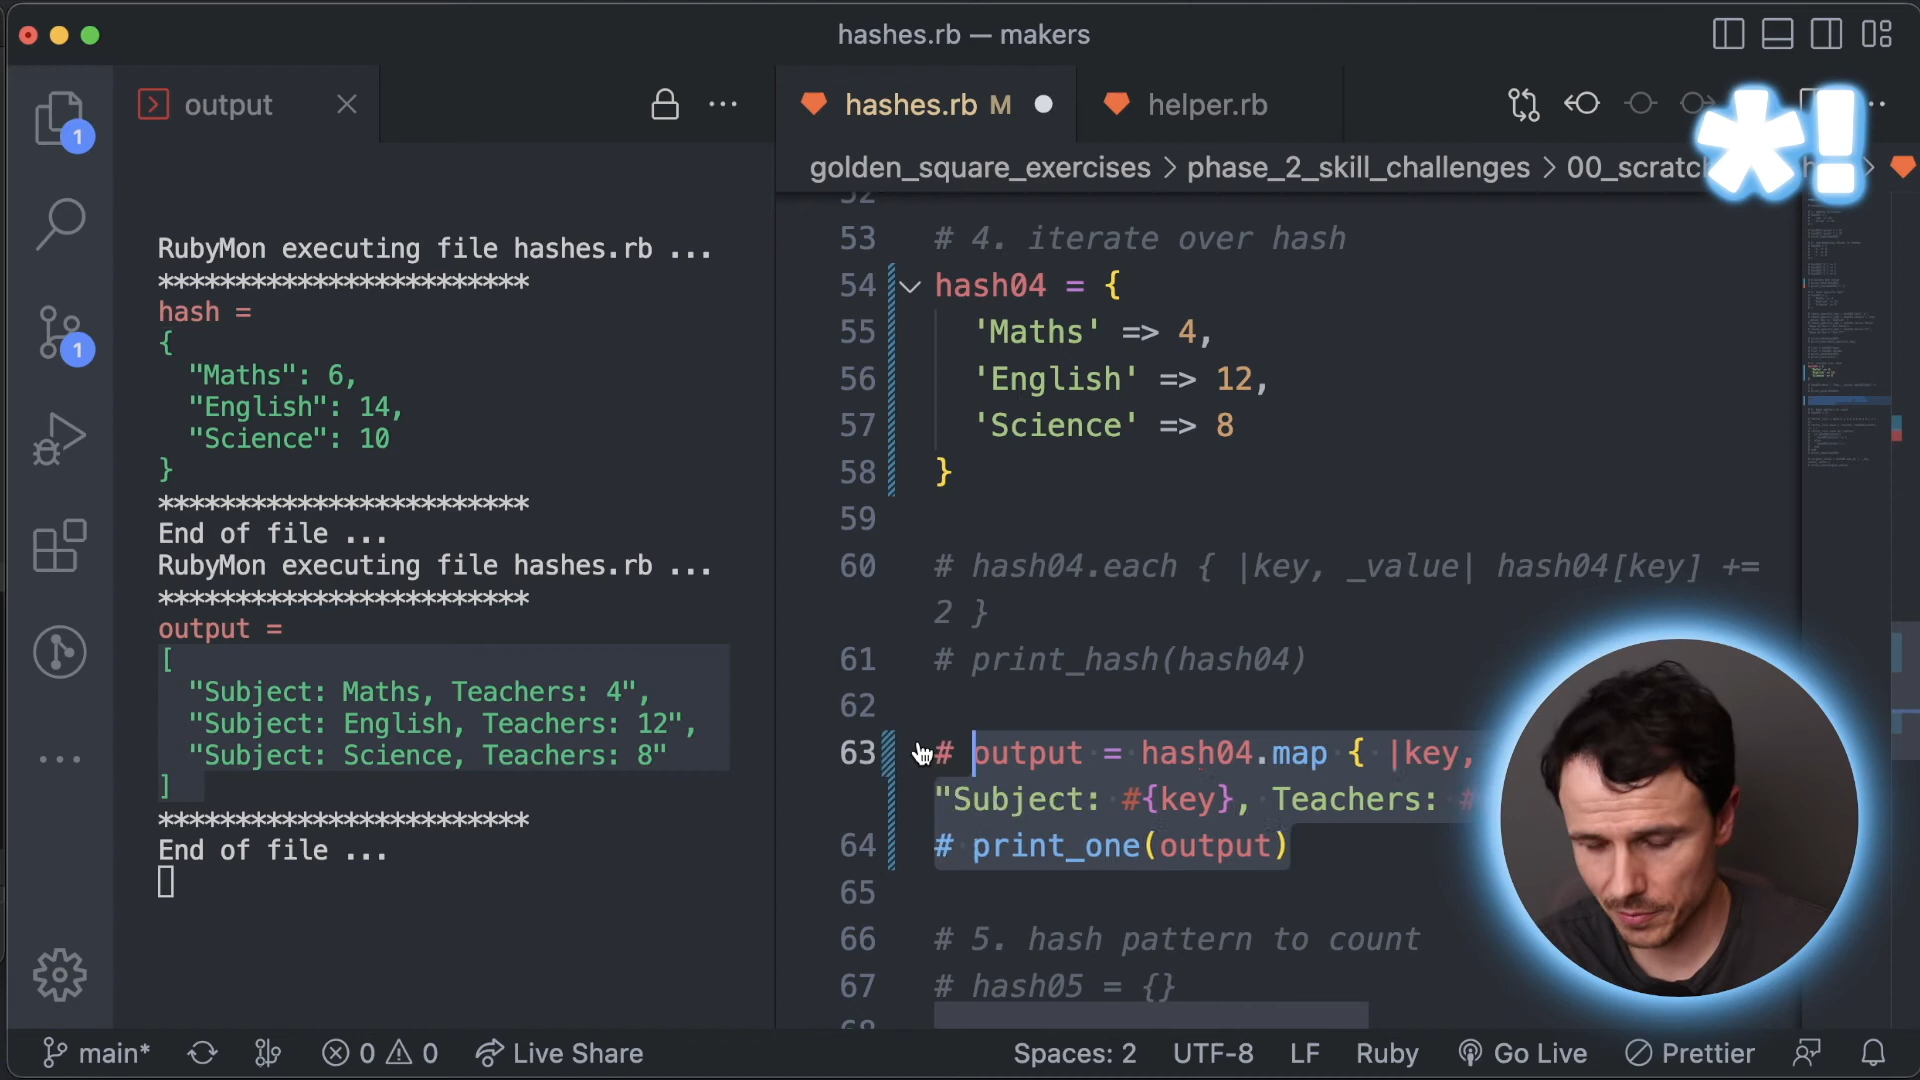 hashes.rb — makers
output
hashes.rb M
helper.rb
*!
golden_square_exercises > phase_2_skill_challenges > 00_scratch
1
1
RubyMon executing file hashes.rb ...
************************
hash =
{
"Maths": 6,
"English": 14,
"Science": 10
}
************************
End of file ...
RubyMon executing file hashes.rb ...
************************
output =
[
"Subject: Maths, Teachers: 4",
"Subject: English, Teachers: 12",
"Subject: Science, Teachers: 8"
]
************************
End of file ...
52
53 # 4. iterate over hash
54 hash04 = {
55 'Maths' => 4,
56 'English' => 12,
57 'Science' => 8
58 }
59
60 # hash04.each { |key, _value| hash04[key] +=
2 }
61 # print_hash(hash04)
62
63 # output = hash04.map { |key,
"Subject: #{key}, Teachers: #
64 # print_one(output)
65
66 # 5. hash pattern to count
67 # hash05 = {}
68
main* 0 0 Live Share Spaces: 2 UTF-8 LF Ruby Go Live Prettier